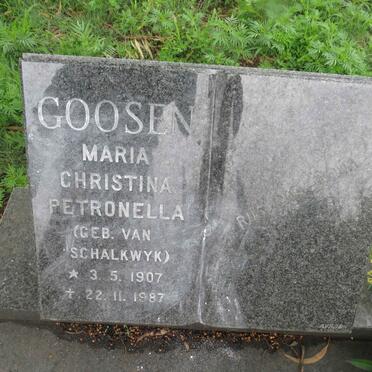 GOOSEN
MARIA
CHRISTINA
PETRONELLA
(GEB. VAN
SCHALKWYK)
* 3. 5. 1907
+ 22. 11. 1987